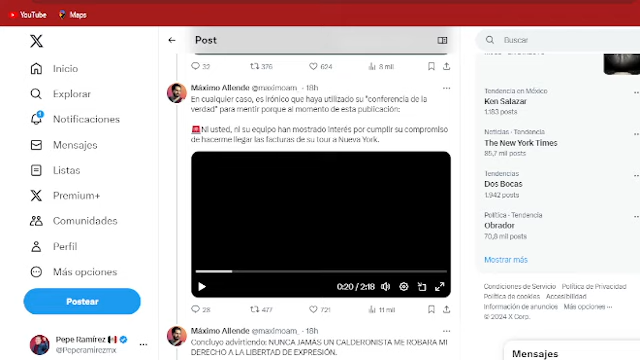 YouTube
Maps
Inicio
Explorar
1
Notificaciones
Mensajes
Listas
Premium+
Comunidades
Perfil
Más opciones
Postear
Pepe Ramírez
@Peperamirezmx
Post
32
376
624
8 mil
Máximo Allende @maximoam_ · 18h
En cualquier caso, es irónico que haya utilizado su "conferencia de la
verdad" para mentir porque al momento de esta publicación:
Ni usted, ni su equipo han mostrado interés por cumplir su compromiso
de hacerme llegar las facturas de su tour a Nueva York.
0:20 / 2:18
28
477
721
11 mil
Máximo Allende @maximoam_ · 18h
Concluyo advirtiendo: NUNCA JAMÁS UN CALDERONISTA ME ROBARÁ MI
DERECHO A LA LIBERTAD DE EXPRESIÓN.
Buscar
Tendencia en México
Ken Salazar
1.183 posts
Noticias · Tendencia
The New York Times
85,7 mil posts
Tendencias
Dos Bocas
1.942 posts
Política · Tendencia
Obrador
70,8 mil posts
Mostrar más
Condiciones de Servicio Política de Privacidad
Política de cookies Accesibilidad
Información de anuncios Más opciones ···
© 2024 X Corp.
Mensajes